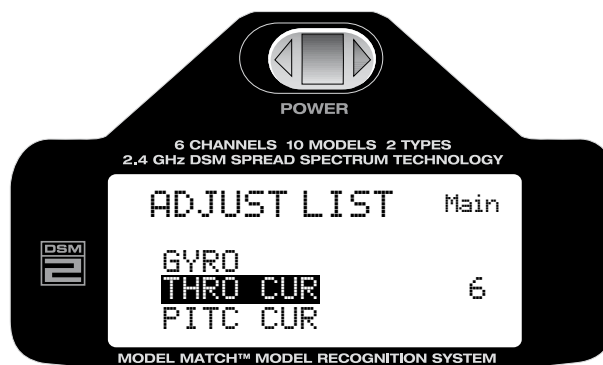 POWER
6 CHANNELS 10 MODELS 2 TYPES
2.4 GHz DSM SPREAD SPECTRUM TECHNOLOGY
ADJUST LIST Main
DSM
2
GYRO
THRO CUR 6
PITC CUR
MODEL MATCH™ MODEL RECOGNITION SYSTEM